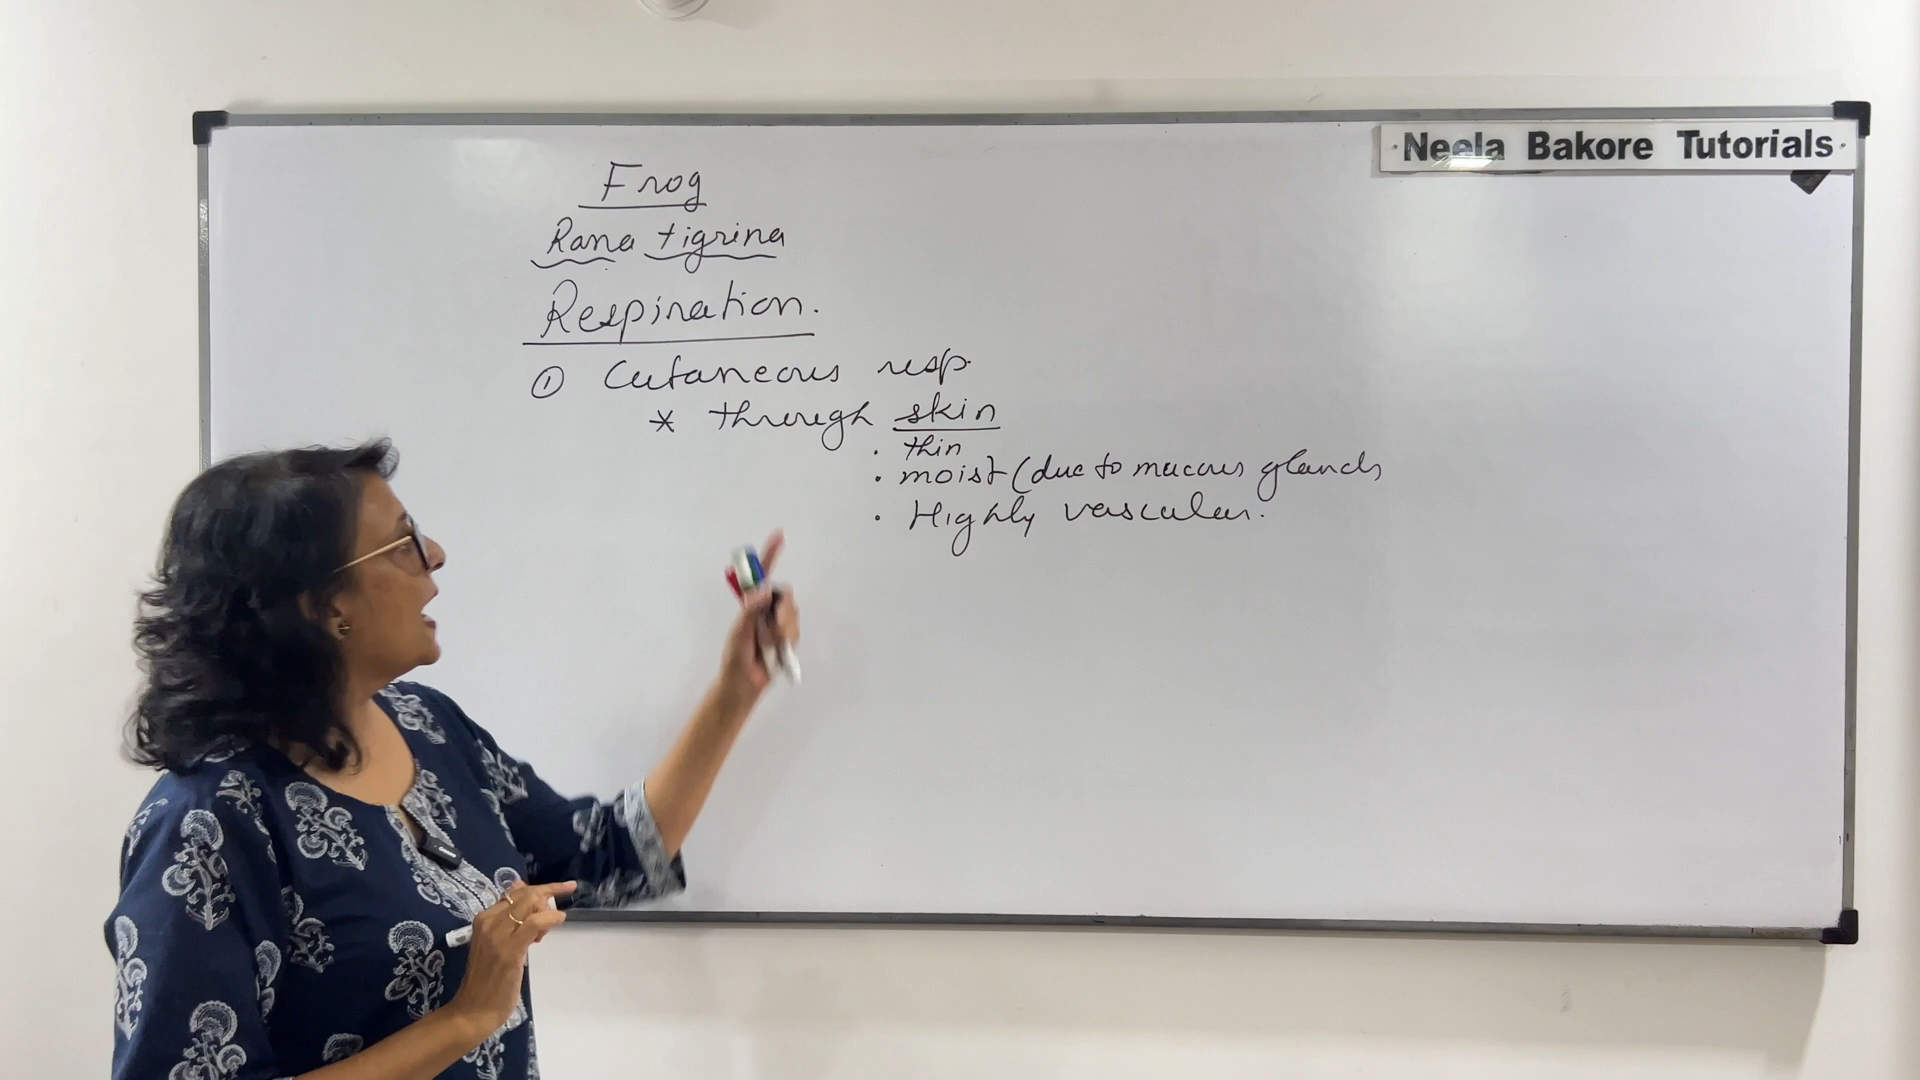 Neela Bakore Tutorials
Frog
Rana tigrina
Respiration.
① Cutaneous resp.
* through skin
. thin
. moist (due to mucous glands
. Highly vascular.